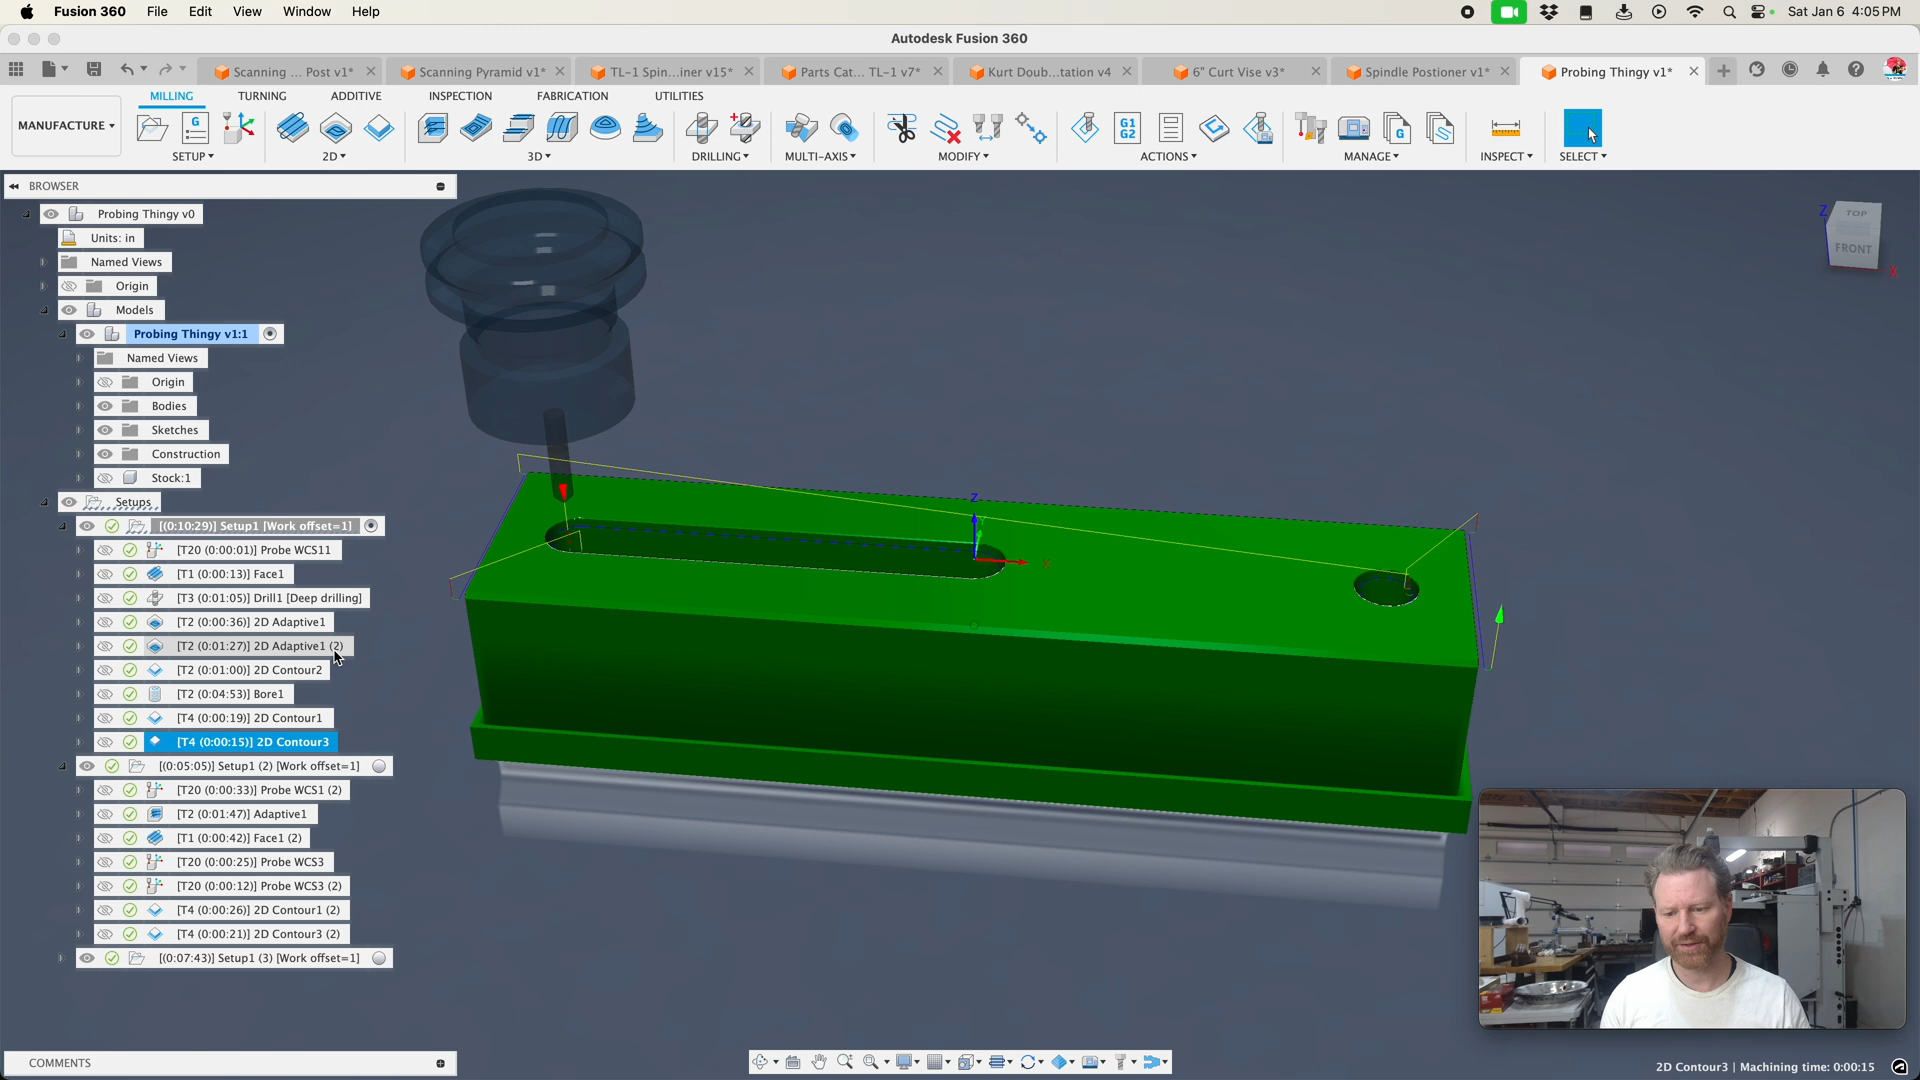 Fusion 360 File Edit View Window Help Sat Jan 6 4:05 PM
Autodesk Fusion 360
Scanning ... Post v1* Scanning Pyramid v1* TL-1 Spin...iner v15* Parts Cat... TL-1 v7* Kurt Doub...tation v4 6" Curt Vise v3* Spindle Postioner v1* Probing Thingy v1*
MILLING TURNING ADDITIVE INSPECTION FABRICATION UTILITIES
MANUFACTURE
G
G1
G2
G
SETUP 2D 3D DRILLING MULTI-AXIS MODIFY ACTIONS MANAGE INSPECT SELECT
BROWSER
Probing Thingy v0
Units: in
Named Views
Origin
Models
Probing Thingy v1:1
Named Views
Origin
Bodies
Sketches
Construction
Stock:1
Setups
[(0:10:29)] Setup1 [Work offset=1]
[T20 (0:00:01)] Probe WCS11
[T1 (0:00:13)] Face1
[T3 (0:01:05)] Drill1 [Deep drilling]
[T2 (0:00:36)] 2D Adaptive1
[T2 (0:01:27)] 2D Adaptive1 (2)
[T2 (0:01:00)] 2D Contour2
[T2 (0:04:53)] Bore1
[T4 (0:00:19)] 2D Contour1
[T4 (0:00:15)] 2D Contour3
[(0:05:05)] Setup1 (2) [Work offset=1]
[T20 (0:00:33)] Probe WCS1 (2)
[T2 (0:01:47)] Adaptive1
[T1 (0:00:42)] Face1 (2)
[T20 (0:00:25)] Probe WCS3
[T20 (0:00:12)] Probe WCS3 (2)
[T4 (0:00:26)] 2D Contour1 (2)
[T4 (0:00:21)] 2D Contour3 (2)
[(0:07:43)] Setup1 (3) [Work offset=1]
Z
X
Z
TOP
FRONT
X
COMMENTS
2D Contour3 | Machining time: 0:00:15